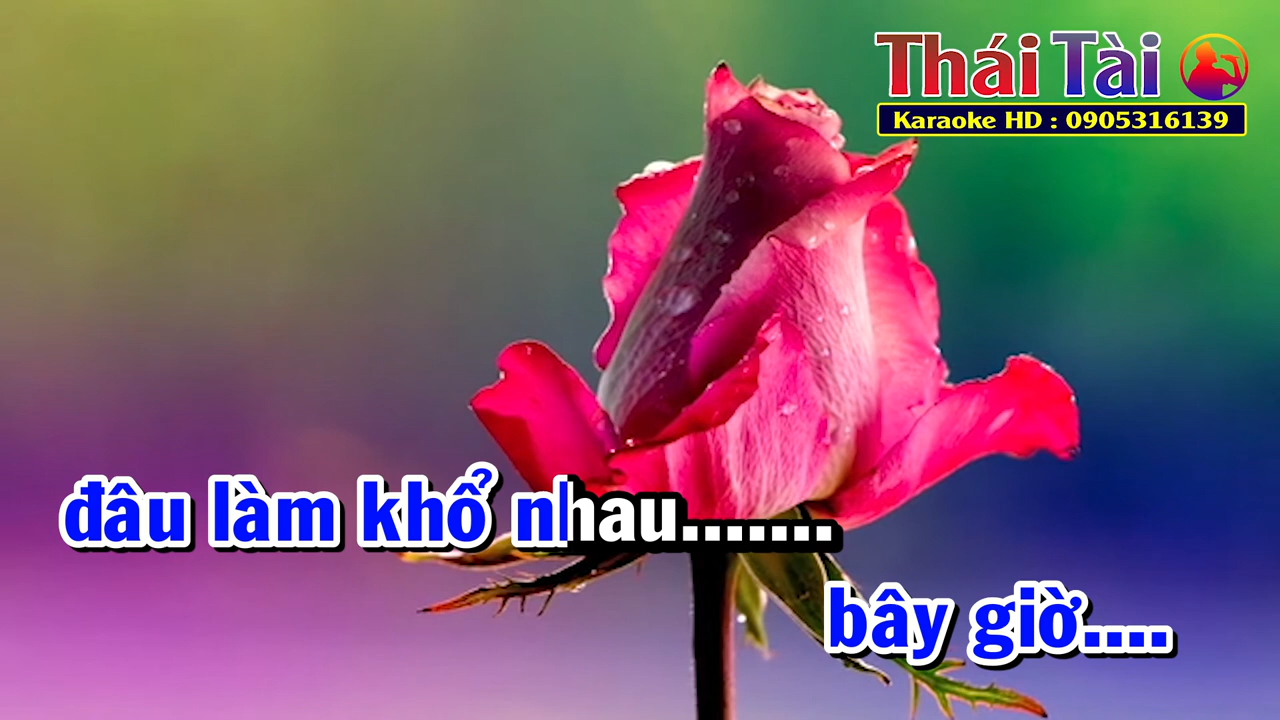 Thái Tài
Karaoke HD : 0905316139
đâu làm khổ nhau.......
bây giờ....